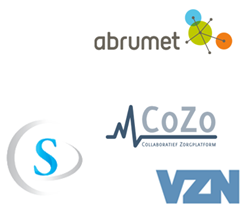 abrumet
CoZo
COLLABORATIEF ZORGPLATFORM
S
VZN